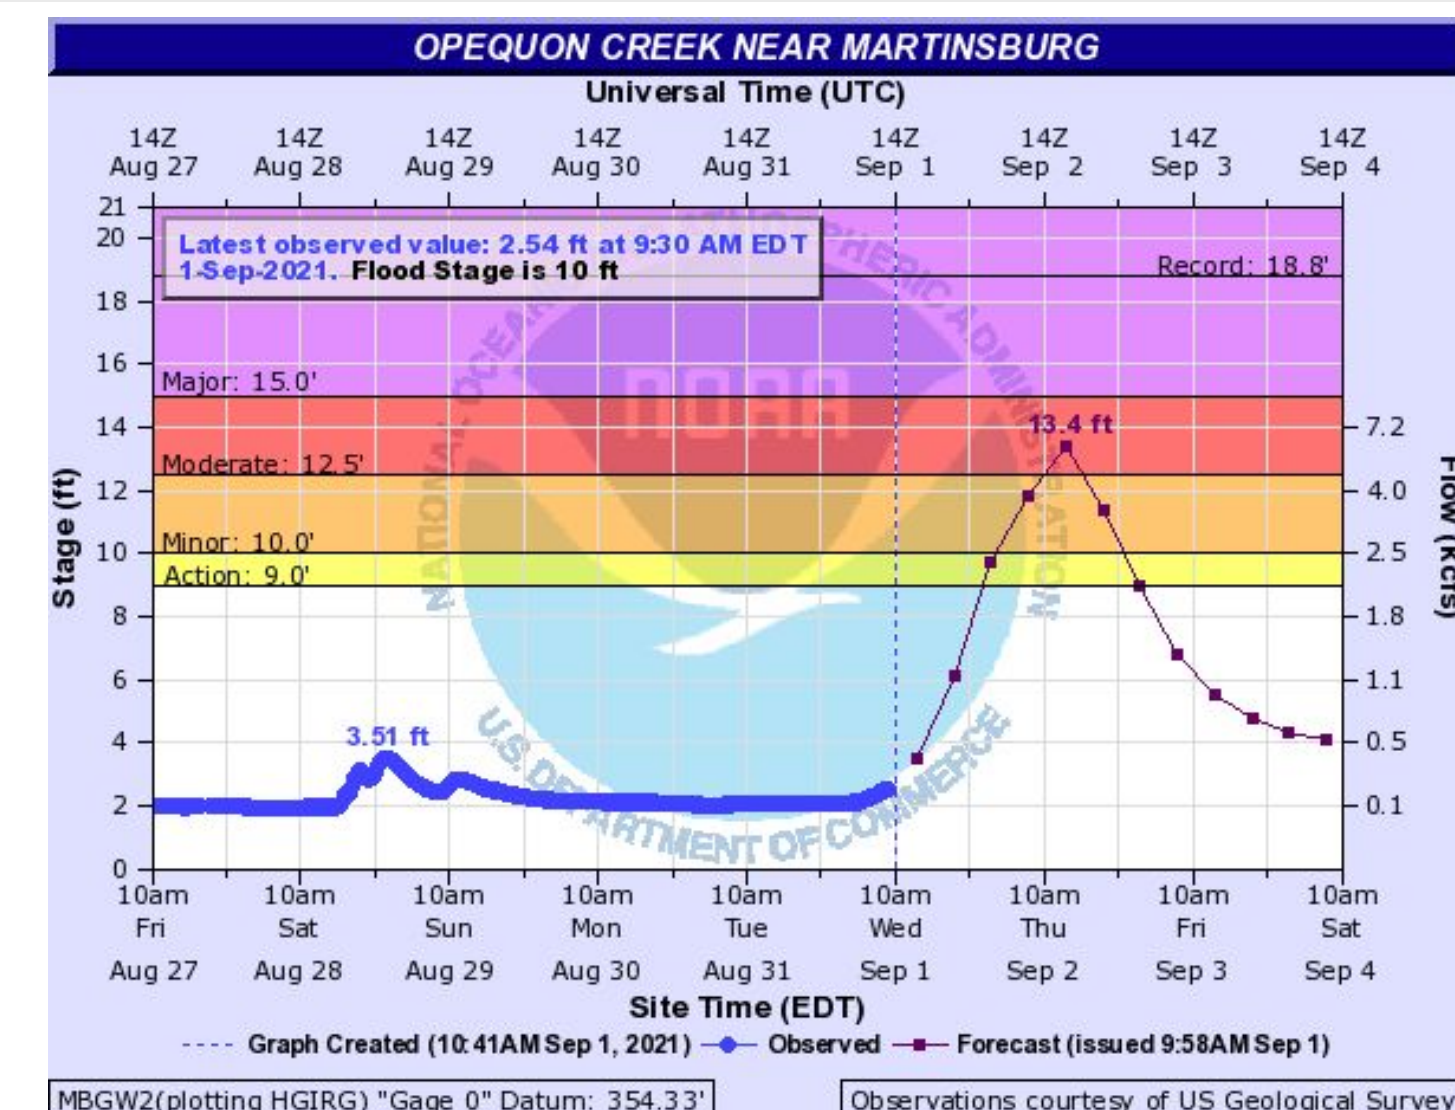 OPEQUON CREEK NEAR MARTINSBURG
Universal Time (UTC)
14Z 14Z 14Z 14Z 14Z 14Z 14Z 14Z 14Z
Aug 27 Aug 28 Aug 29 Aug 30 Aug 31 Sep 1 Sep 2 Sep 3 Sep 4
21
20
Latest observed value: 2.54 ft at 9:30 AM EDT
1-Sep-2021. Flood Stage is 10 ft
Record: 18.8'
18
16
Major: 15.0'
14
13.4 ft
7.2
Moderate: 12.5'
12
4.0
Minor: 10.0'
10
2.5
Action: 9.0'
8
1.8
6
1.1
3.51 ft
4
0.5
2
0.1
0
Stage (ft)
Flow (kcfs)
NATIONAL OCEANIC AND ATMOSPHERIC ADMINISTRATION
NOAA
U.S. DEPARTMENT OF COMMERCE
10am 10am 10am 10am 10am 10am 10am 10am 10am
Fri Sat Sun Mon Tue Wed Thu Fri Sat
Aug 27 Aug 28 Aug 29 Aug 30 Aug 31 Sep 1 Sep 2 Sep 3 Sep 4
Site Time (EDT)
Graph Created (10:41AM Sep 1, 2021) Observed Forecast (issued 9:58AM Sep 1)
MBGW2(plotting HGIRG) "Gage 0" Datum: 354.33'
Observations courtesy of US Geological Survey